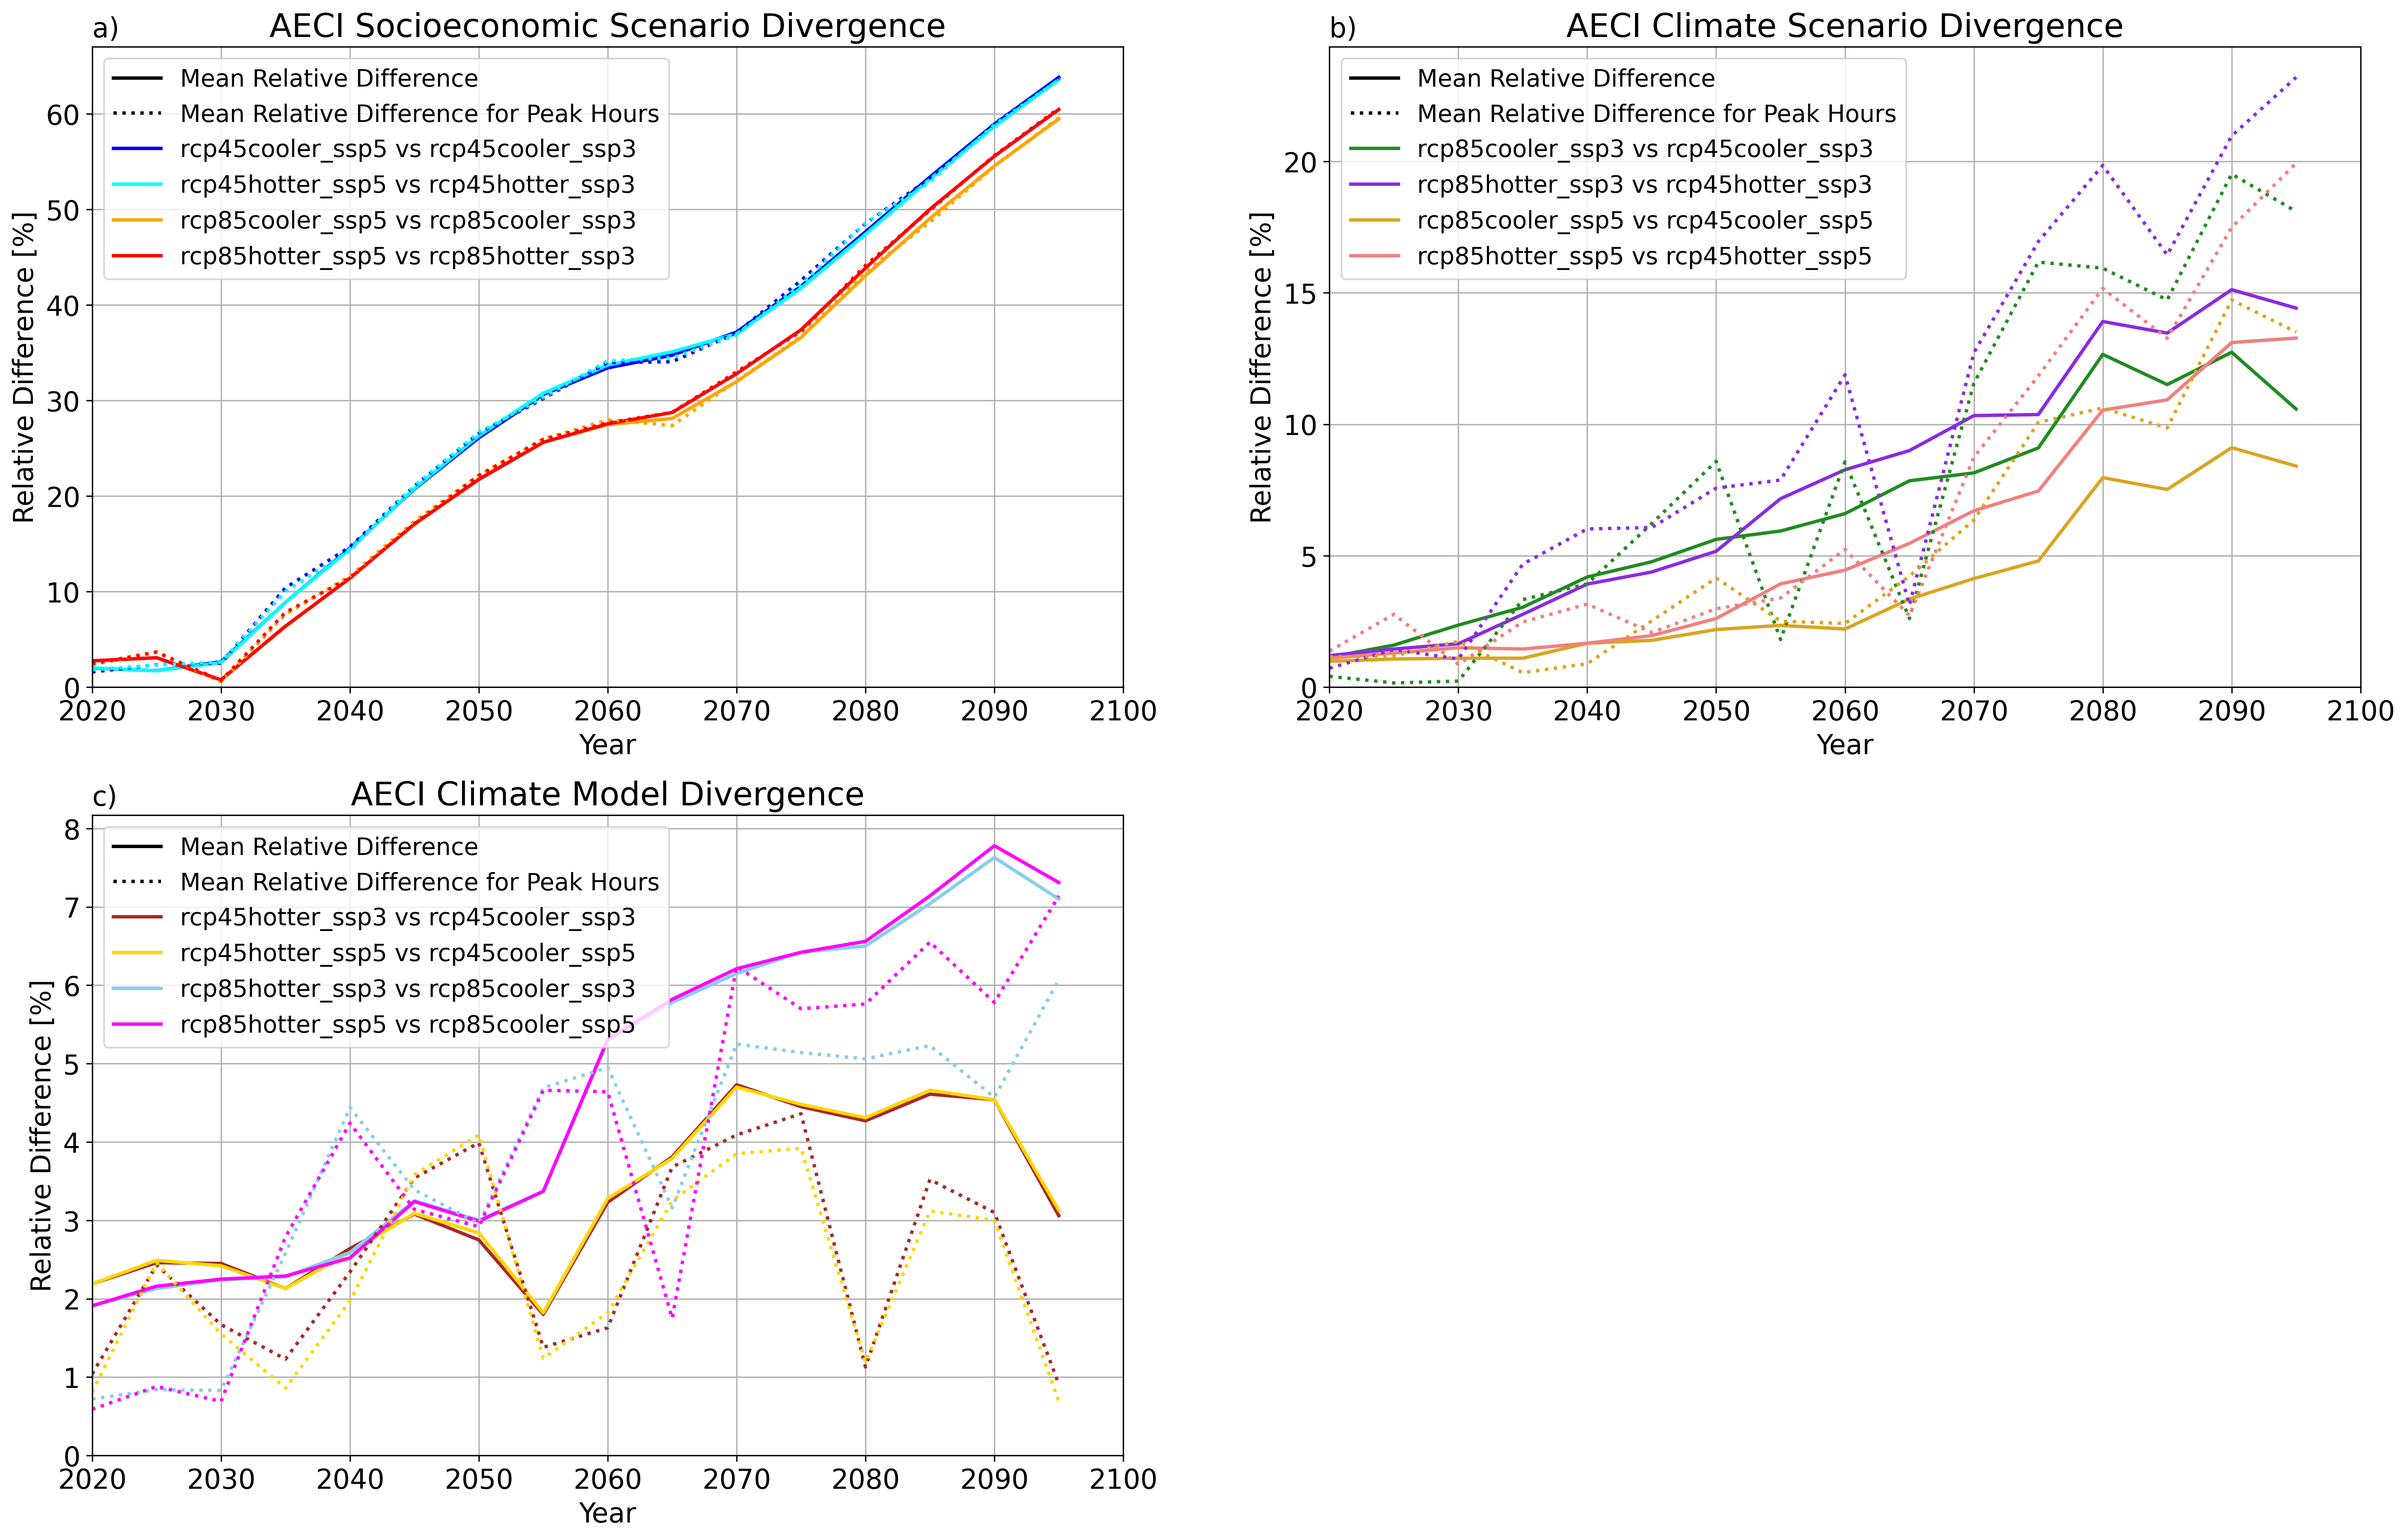 a)
AECI Socioeconomic Scenario Divergence
Mean Relative Difference
Mean Relative Difference for Peak Hours
rcp45cooler_ssp5 vs rcp45cooler_ssp3
rcp45hotter_ssp5 vs rcp45hotter_ssp3
rcp85cooler_ssp5 vs rcp85cooler_ssp3
rcp85hotter_ssp5 vs rcp85hotter_ssp3
Relative Difference [%]
60
50
40
30
20
10
0
2020 2030 2040 2050 2060 2070 2080 2090 2100
Year
b)
AECI Climate Scenario Divergence
Mean Relative Difference
Mean Relative Difference for Peak Hours
rcp85cooler_ssp3 vs rcp45cooler_ssp3
rcp85hotter_ssp3 vs rcp45hotter_ssp3
rcp85cooler_ssp5 vs rcp45cooler_ssp5
rcp85hotter_ssp5 vs rcp45hotter_ssp5
Relative Difference [%]
20
15
10
5
0
2020 2030 2040 2050 2060 2070 2080 2090 2100
Year
c)
AECI Climate Model Divergence
Mean Relative Difference
Mean Relative Difference for Peak Hours
rcp45hotter_ssp3 vs rcp45cooler_ssp3
rcp45hotter_ssp5 vs rcp45cooler_ssp5
rcp85hotter_ssp3 vs rcp85cooler_ssp3
rcp85hotter_ssp5 vs rcp85cooler_ssp5
Relative Difference [%]
8
7
6
5
4
3
2
1
0
2020 2030 2040 2050 2060 2070 2080 2090 2100
Year